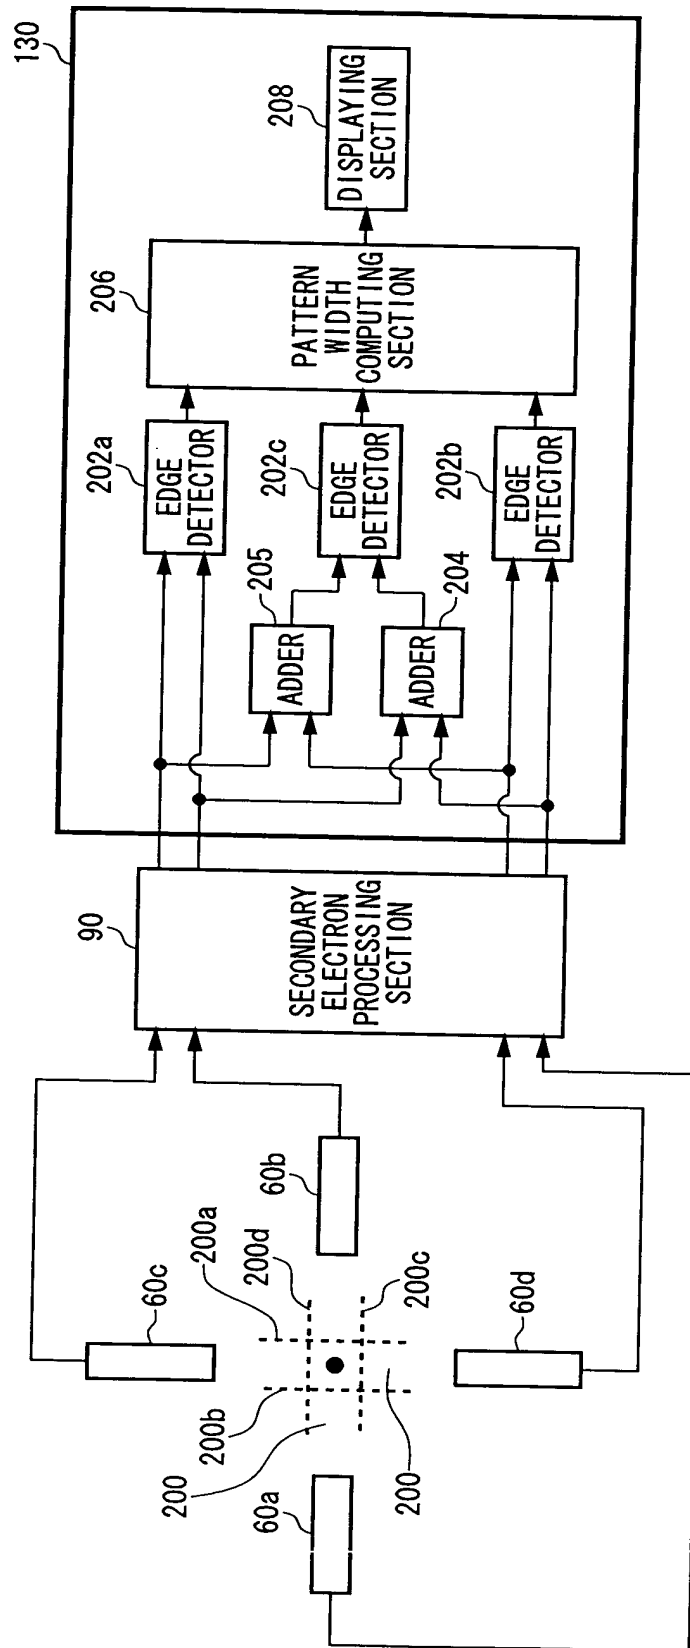 130
208
DISPLAYING
SECTION
206
PATTERN
WIDTH
COMPUTING
SECTION
202a
EDGE
DETECTOR
202c
EDGE
DETECTOR
202b
EDGE
DETECTOR
205
ADDER
204
ADDER
90
SECONDARY
ELECTRON
PROCESSING
SECTION
60b
200a
200d
200c
60c
60d
200b
200
200
60a